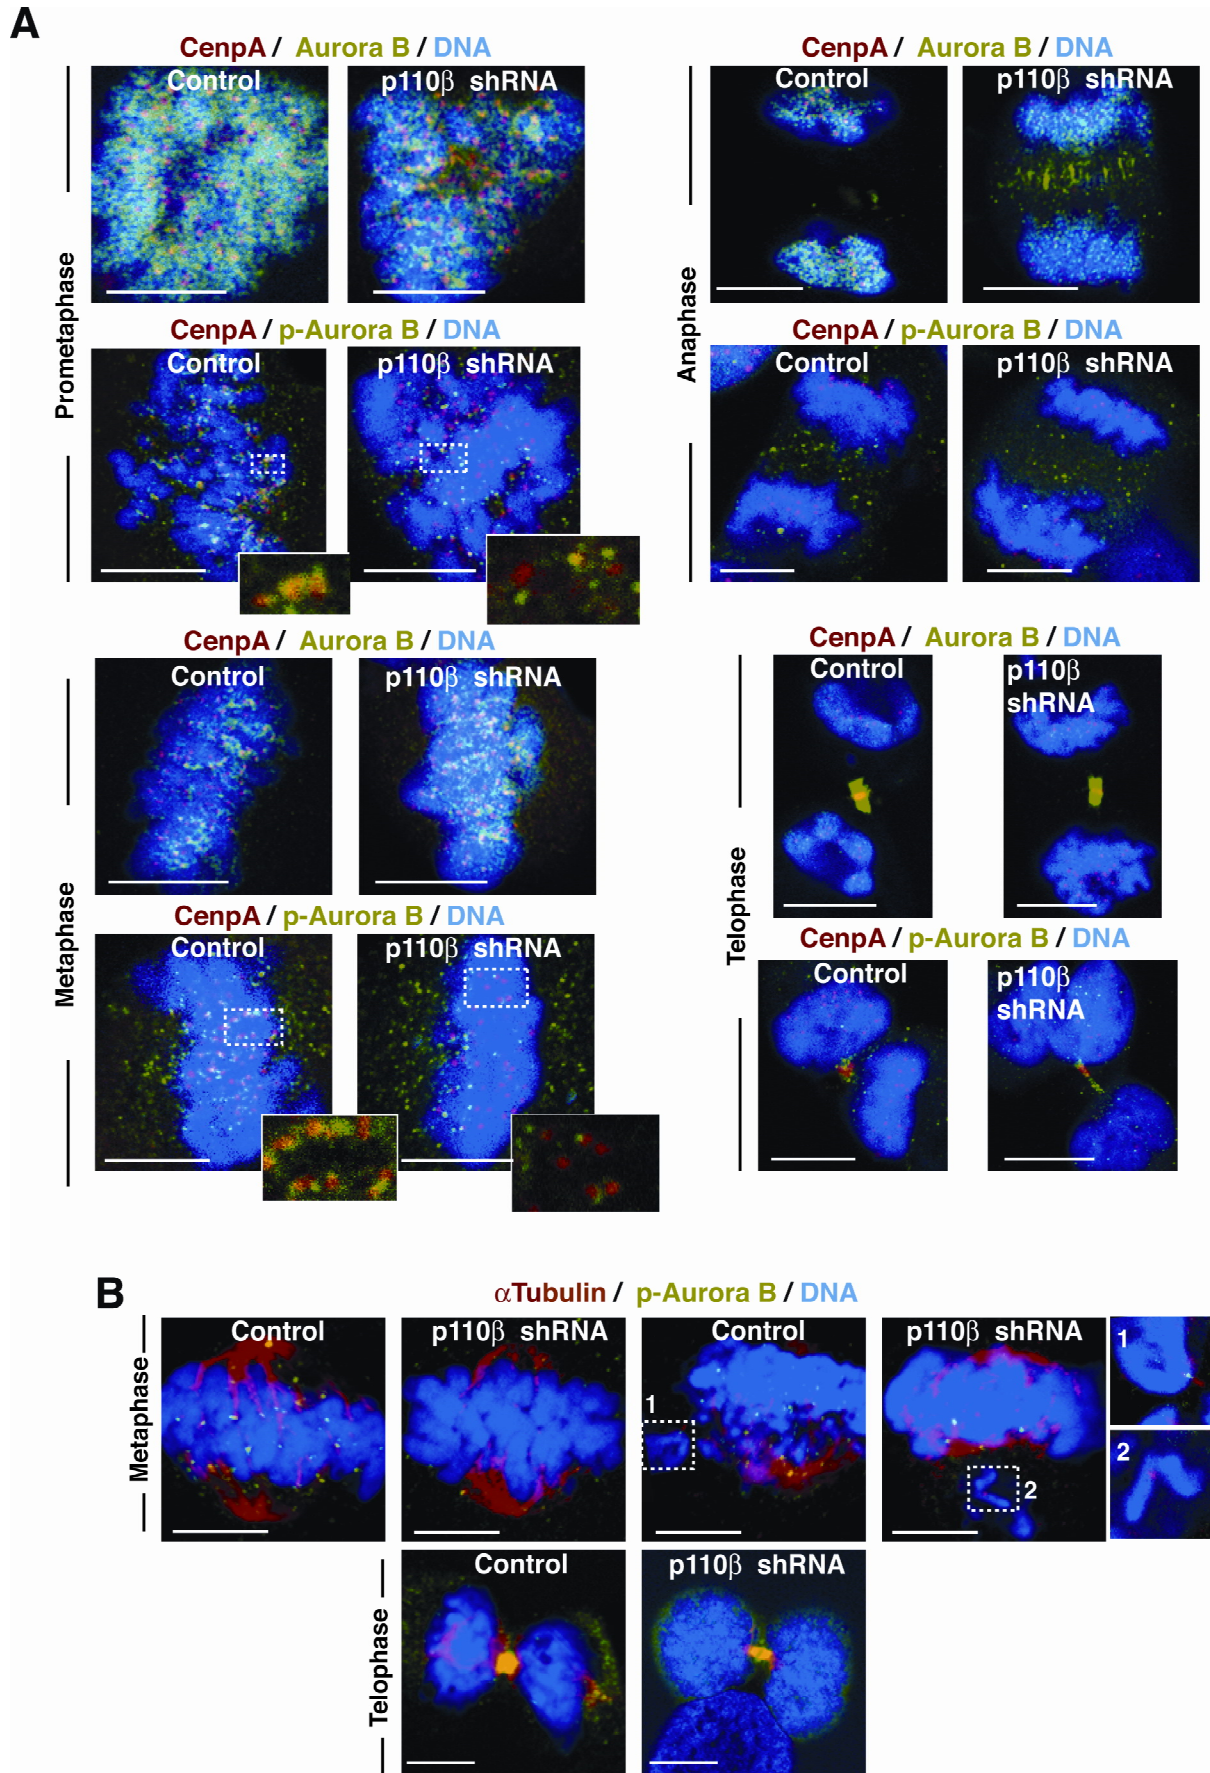 A
CenpA / Aurora B / DNA
Control
p110β shRNA
CenpA / p-Aurora B / DNA
Control
p110β shRNA
Prometaphase
CenpA / Aurora B / DNA
Control
p110β shRNA
CenpA / p-Aurora B / DNA
Control
p110β shRNA
Anaphase
CenpA / Aurora B / DNA
Control
p110β shRNA
CenpA / p-Aurora B / DNA
Control
p110β shRNA
Metaphase
CenpA / Aurora B / DNA
Control
p110β
shRNA
CenpA / p-Aurora B / DNA
Control
p110β
shRNA
Telophase
B
αTubulin / p-Aurora B / DNA
Metaphase
Control
p110β shRNA
Control
1
p110β shRNA
2
1
2
Telophase
Control
p110β shRNA